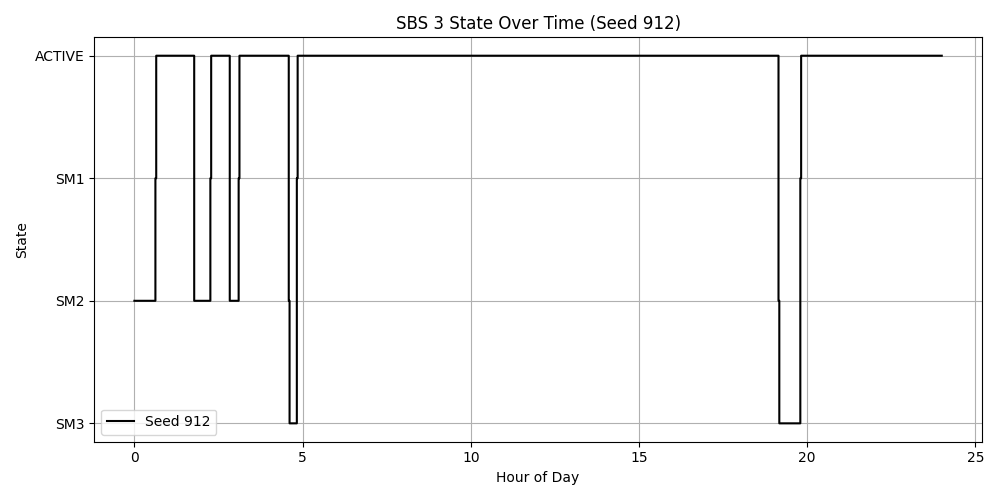 SBS 3 State Over Time (Seed 912)
ACTIVE
SM1
SM2
SM3
State
Seed 912
0 5 10 15 20 25
Hour of Day